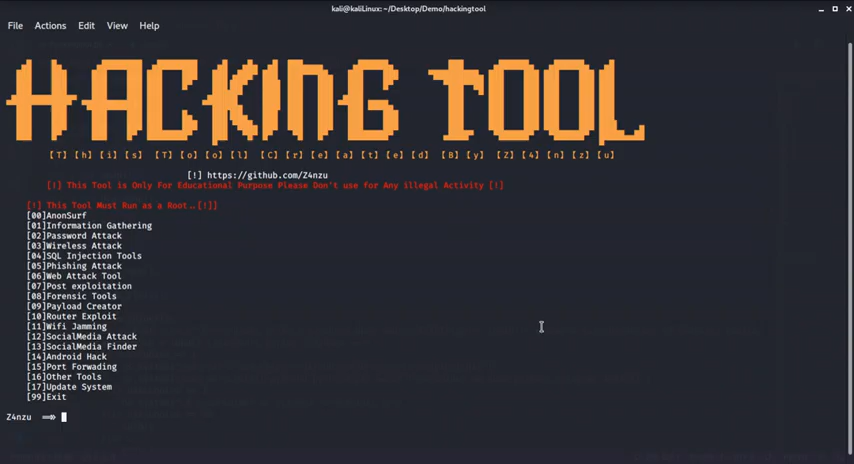 kali@kaliLinux: ~/Desktop/Demo/hackingtool
File Actions Edit View Help
HACKING TOOL
[T] [h] [i] [s] [T] [o] [o] [l] [C] [r] [e] [a] [t] [e] [d] [B] [y] [Z] [4] [n] [z] [u]
[!] https://github.com/Z4nzu
[!] This Tool is Only For Educational Purpose Please Don't use for Any illegal Activity [!]
[!] This Tool Must Run as a Root..[!]]
[00]AnonSurf
[01]Information Gathering
[02]Password Attack
[03]Wireless Attack
[04]SQL Injection Tools
[05]Phishing Attack
[06]Web Attack Tool
[07]Post exploitation
[08]Forensic Tools
[09]Payload Creator
[10]Router Exploit
[11]Wifi Jamming
[12]SocialMedia Attack
[13]SocialMedia Finder
[14]Android Hack
[15]Port Forwading
[16]Other Tools
[17]Update System
[99]Exit
Z4nzu ==>>